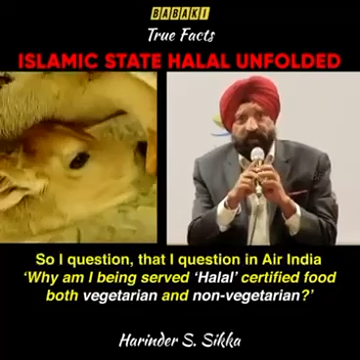 BABAKI
True Facts
ISLAMIC STATE HALAL UNFOLDED
So I question, that I question in Air India
'Why am I being served 'Halal' certified food
both vegetarian and non-vegetarian?'
Harinder S. Sikka